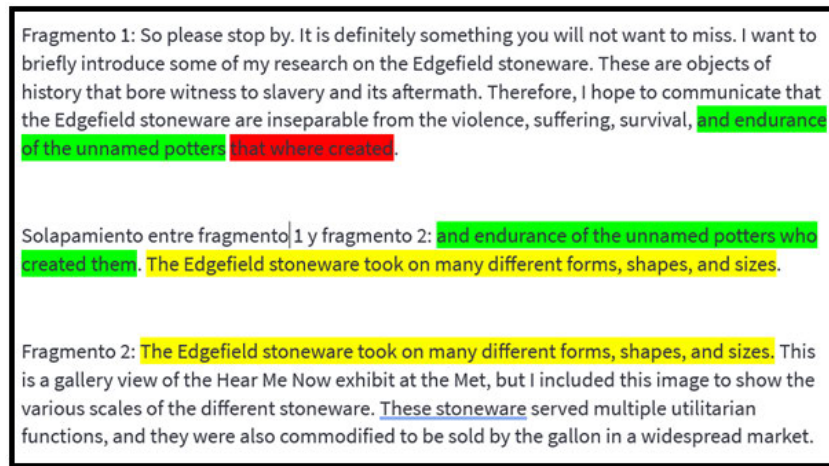 Fragmento 1: So please stop by. It is definitely something you will not want to miss. I want to
briefly introduce some of my research on the Edgefield stoneware. These are objects of
history that bore witness to slavery and its aftermath. Therefore, I hope to communicate that
the Edgefield stoneware are inseparable from the violence, suffering, survival, and endurance
of the unnamed potters that where created.
Solapamiento entre fragmento 1 y fragmento 2: and endurance of the unnamed potters who
created them. The Edgefield stoneware took on many different forms, shapes, and sizes.
Fragmento 2: The Edgefield stoneware took on many different forms, shapes, and sizes. This
is a gallery view of the Hear Me Now exhibit at the Met, but I included this image to show the
various scales of the different stoneware. These stoneware served multiple utilitarian
functions, and they were also commodified to be sold by the gallon in a widespread market.